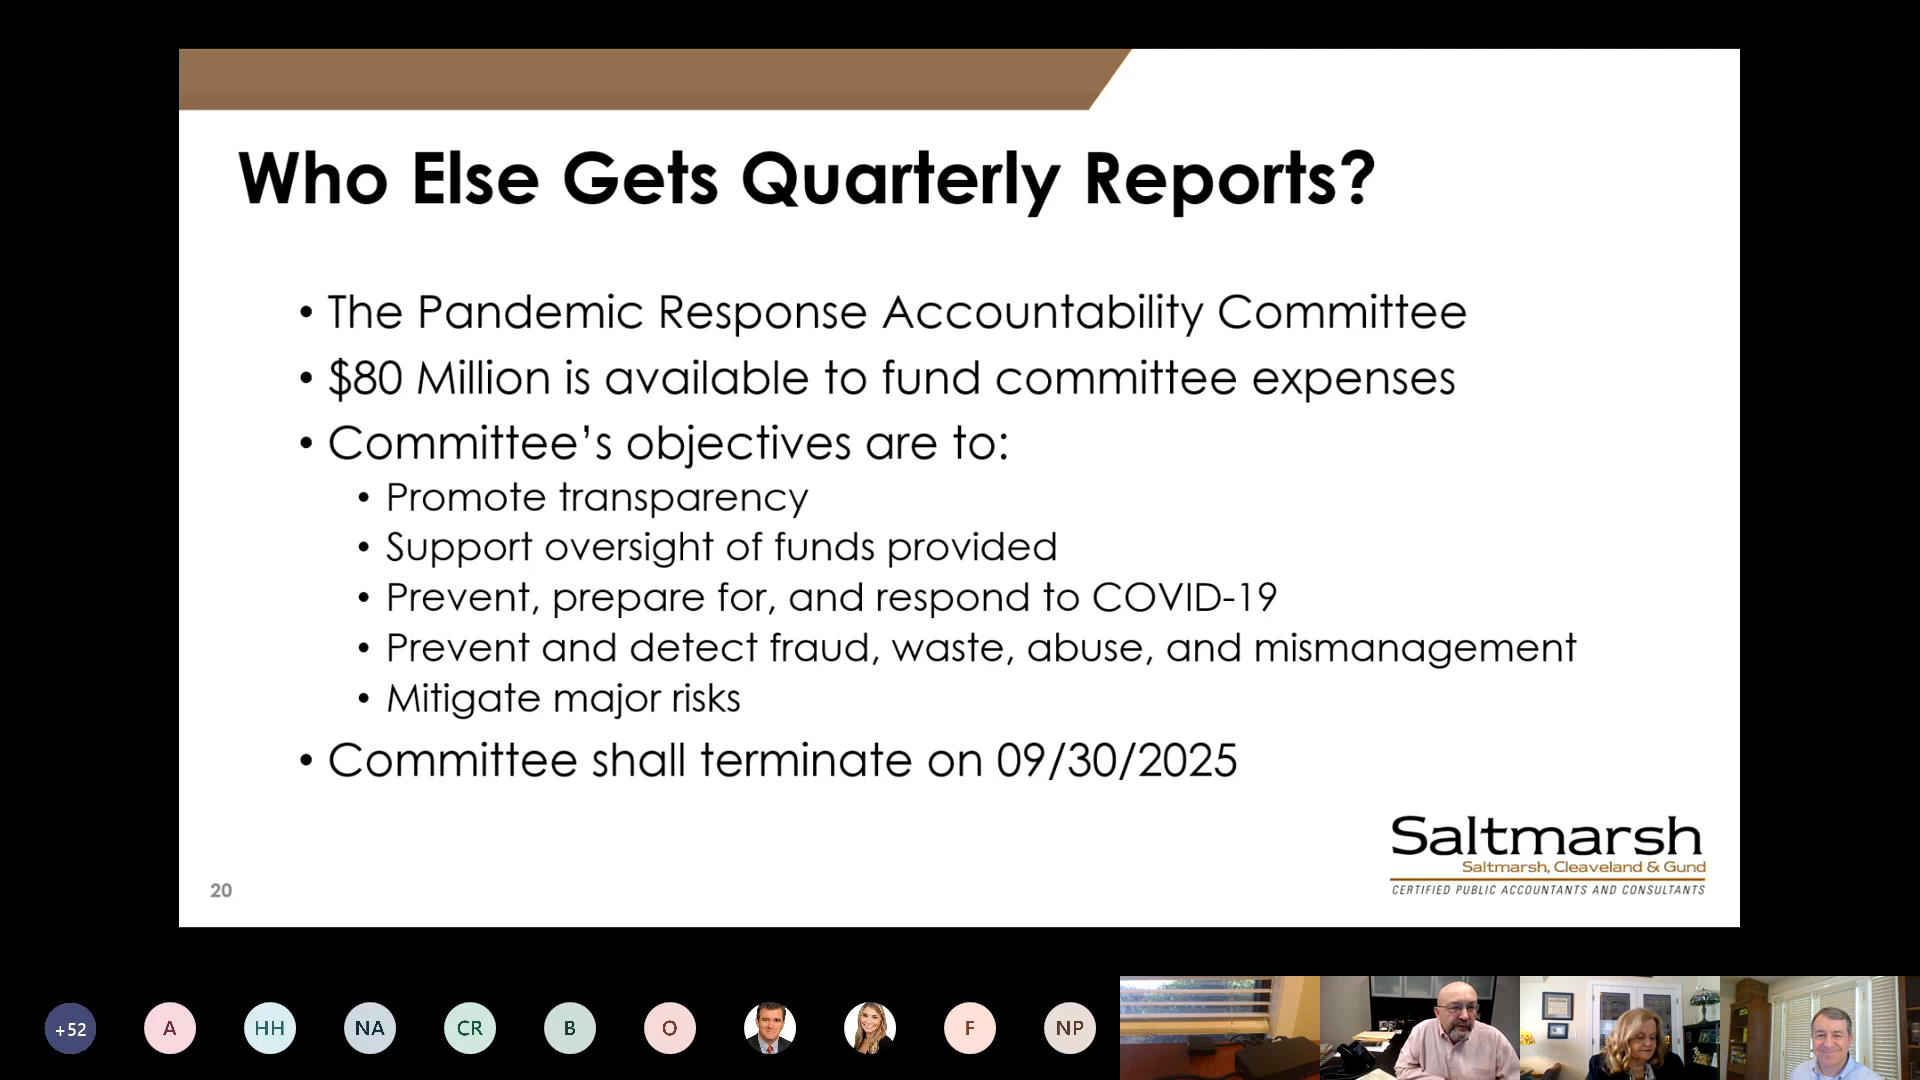 Who Else Gets Quarterly Reports?
• The Pandemic Response Accountability Committee
• $80 Million is available to fund committee expenses
• Committee’s objectives are to:
• Promote transparency
• Support oversight of funds provided
• Prevent, prepare for, and respond to COVID-19
• Prevent and detect fraud, waste, abuse, and mismanagement
• Mitigate major risks
• Committee shall terminate on 09/30/2025
Saltmarsh
Saltmarsh, Cleaveland & Gund
CERTIFIED PUBLIC ACCOUNTANTS AND CONSULTANTS
20
+52
A
HH
NA
CR
B
O
F
NP